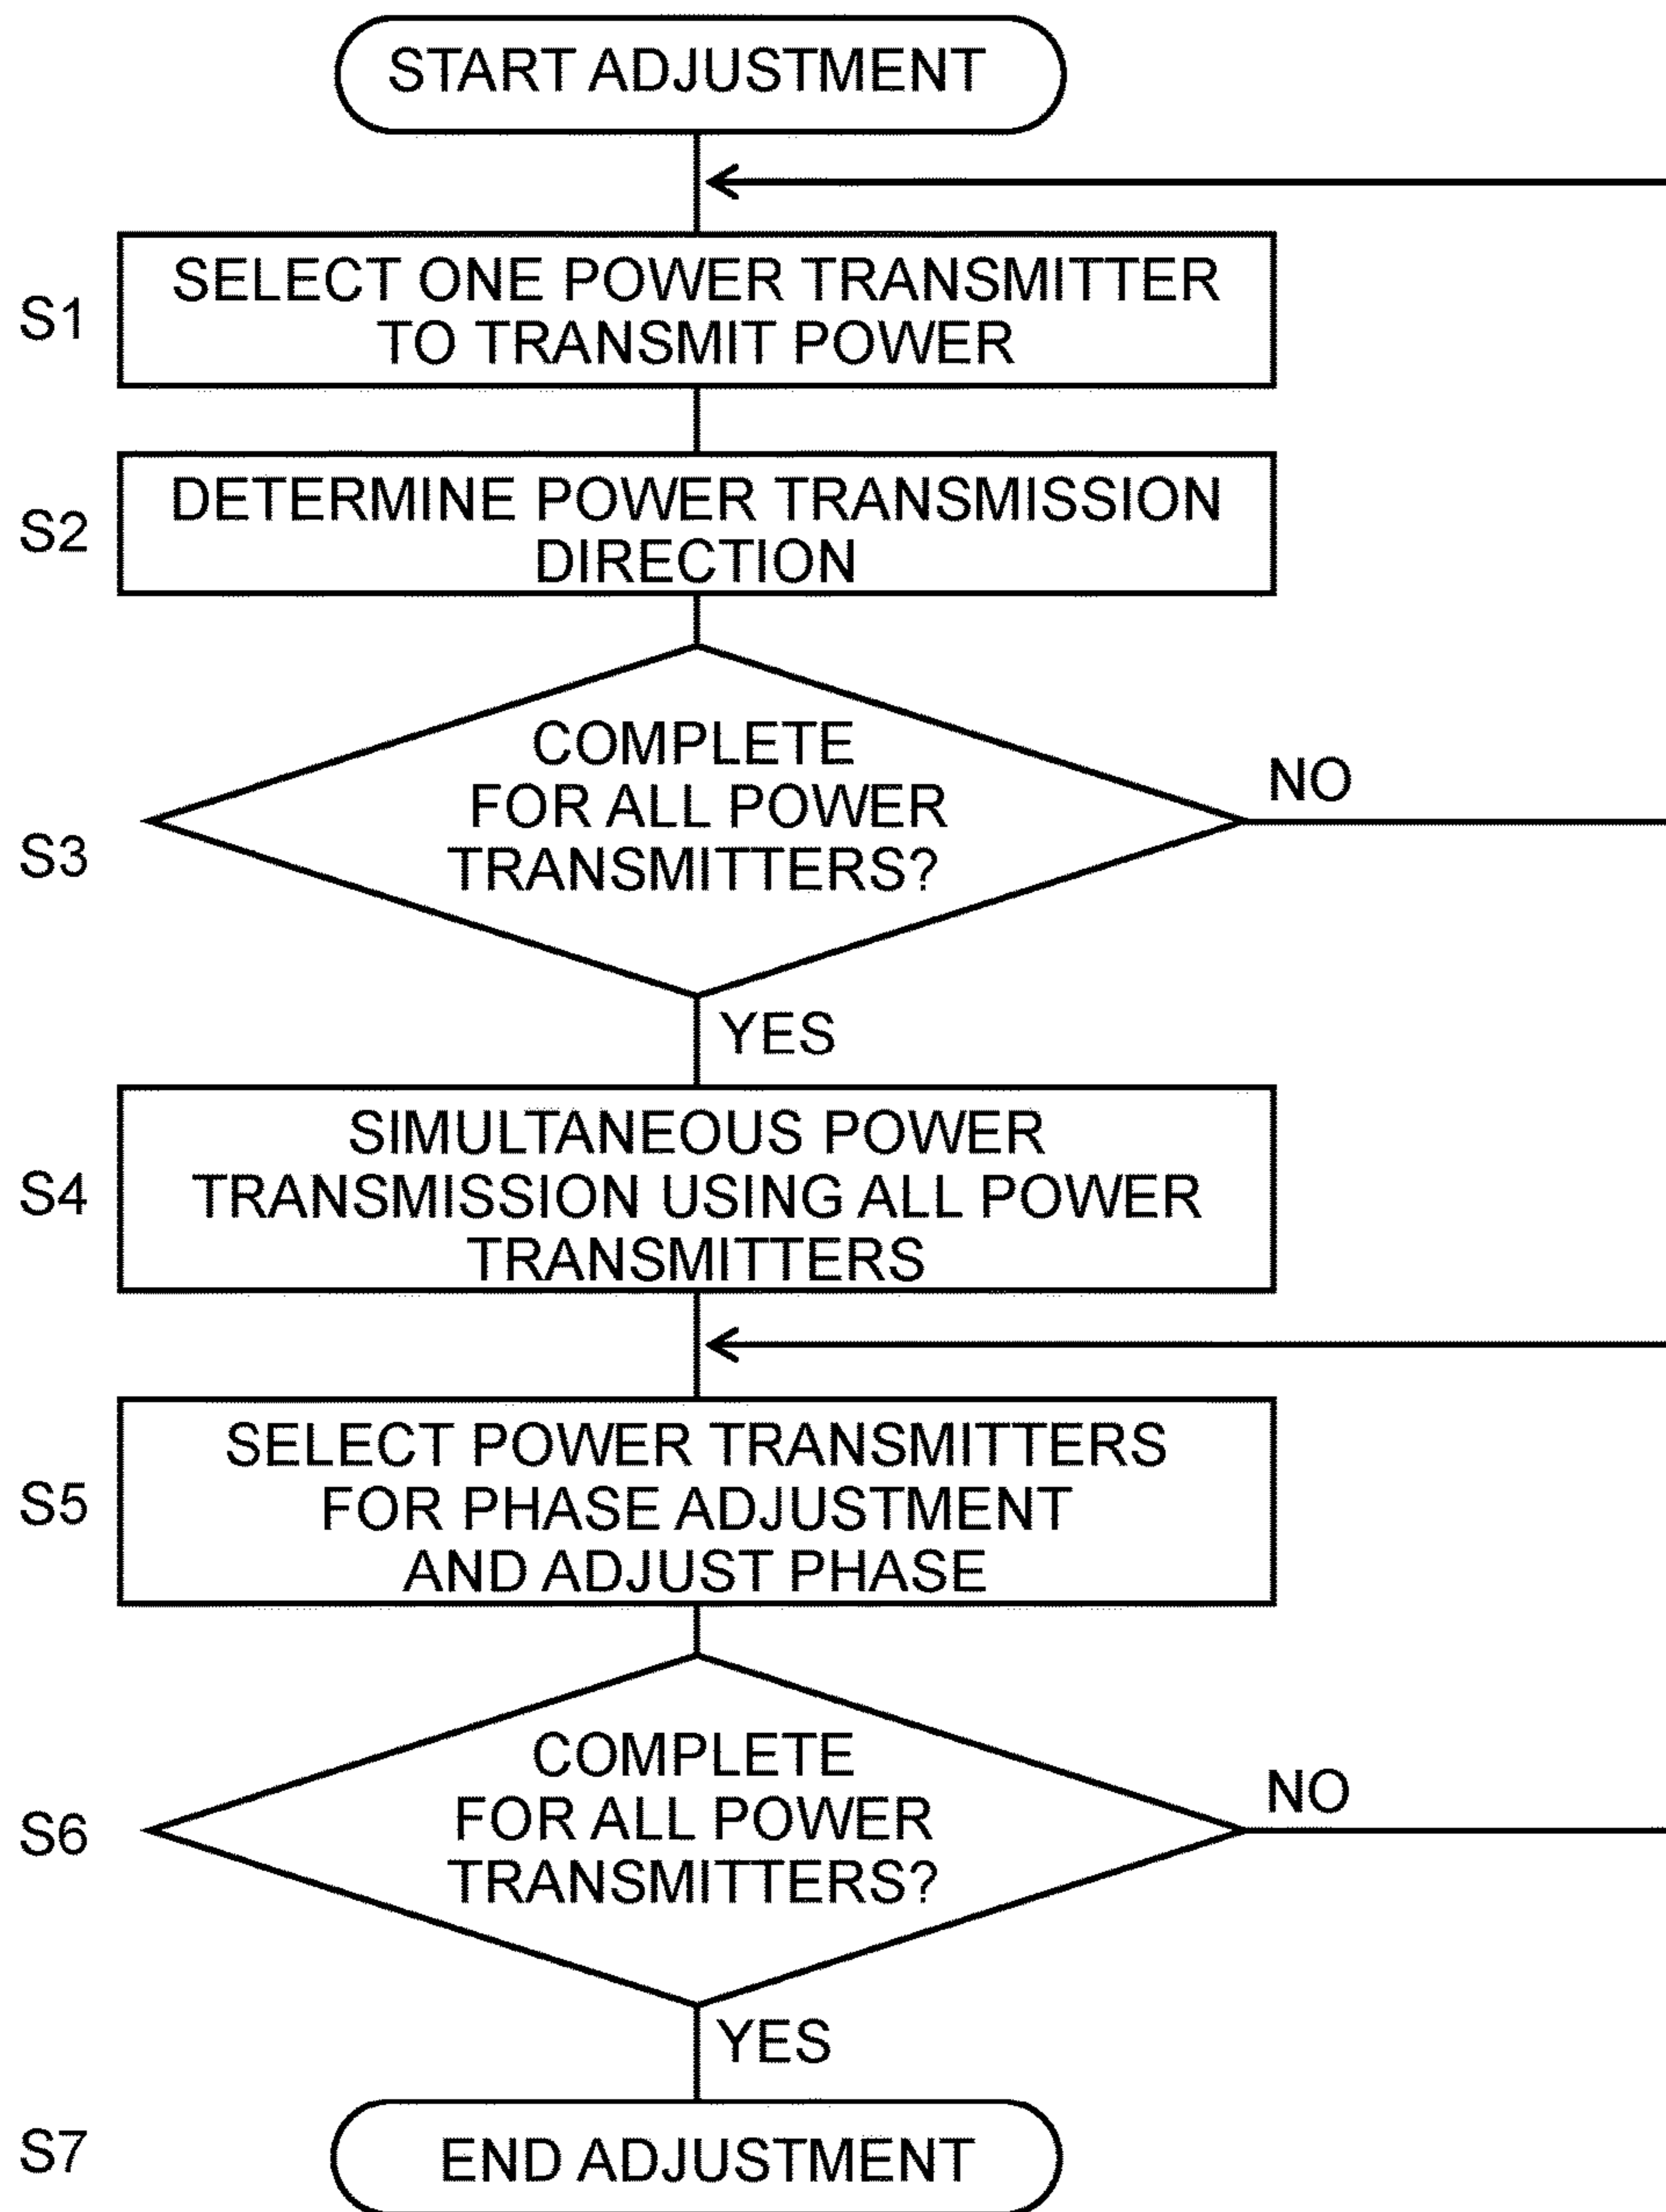 START ADJUSTMENT
S1
SELECT ONE POWER TRANSMITTER
TO TRANSMIT POWER
S2
DETERMINE POWER TRANSMISSION
DIRECTION
S3
COMPLETE
FOR ALL POWER
TRANSMITTERS?
NO
YES
S4
SIMULTANEOUS POWER
TRANSMISSION USING ALL POWER
TRANSMITTERS
S5
SELECT POWER TRANSMITTERS
FOR PHASE ADJUSTMENT
AND ADJUST PHASE
S6
COMPLETE
FOR ALL POWER
TRANSMITTERS?
NO
YES
S7
END ADJUSTMENT